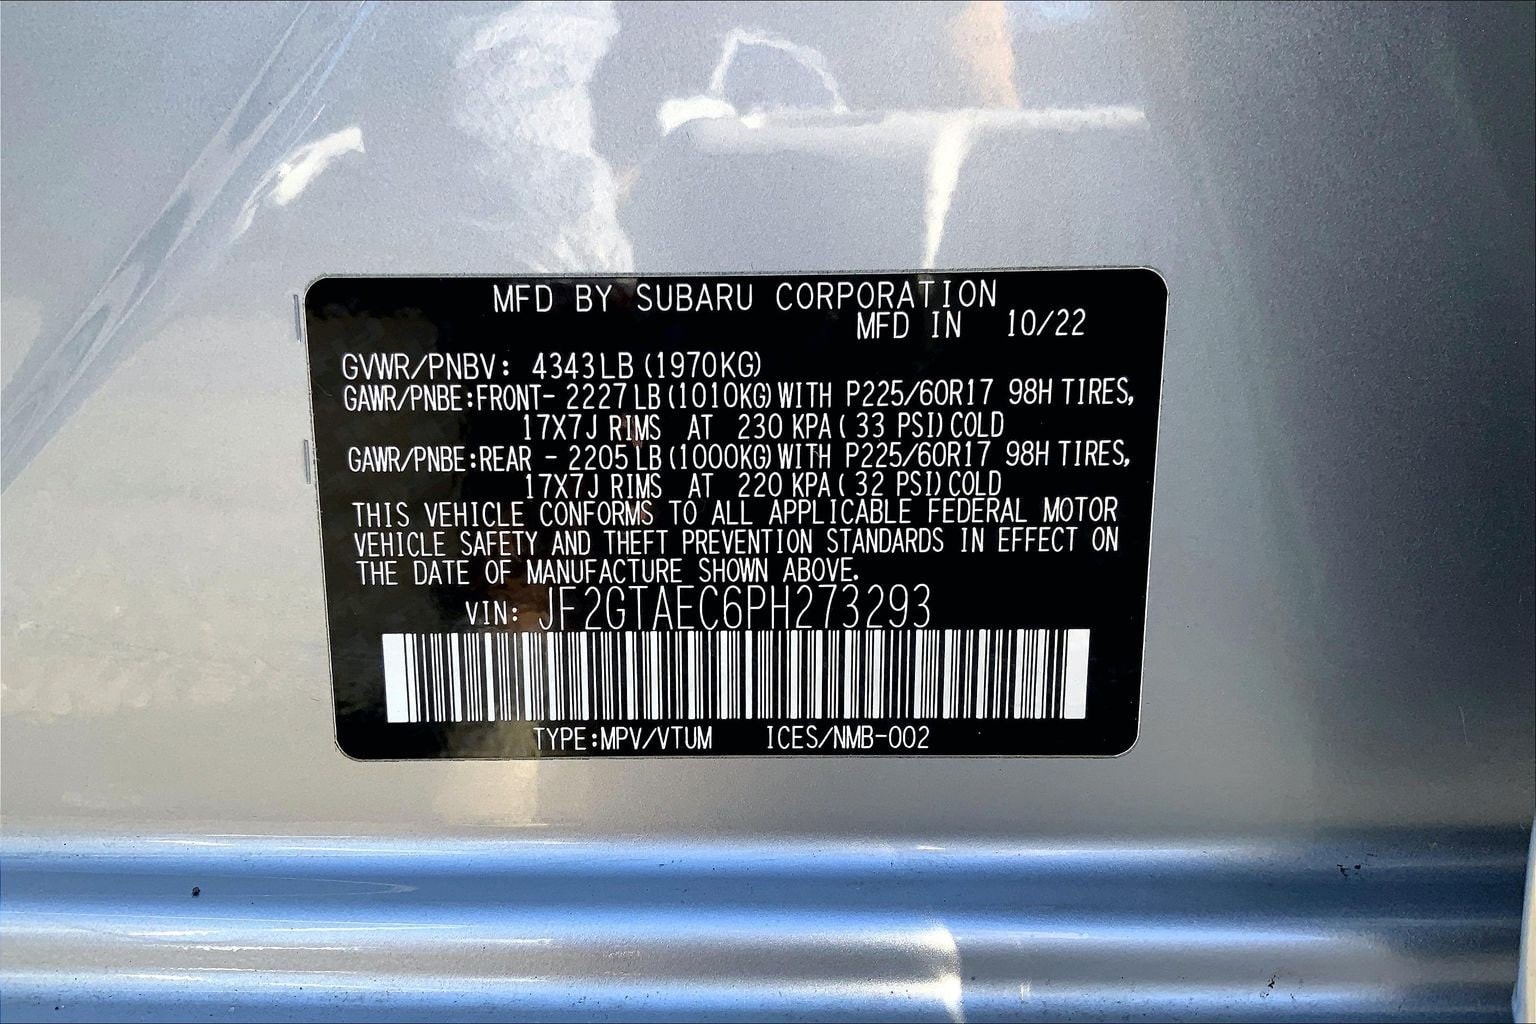 MFD BY SUBARU CORPORATION
MFD IN 10/22
GVWR/PNBV: 4343LB (1970KG)
GAWR/PNBE:FRONT- 2227 LB (1010KG) WITH P225/60R17 98H TIRES,
17X7J RIMS AT 230 KPA ( 33 PSI) COLD
GAWR/PNBE:REAR - 2205 LB (1000KG) WITH P225/60R17 98H TIRES,
17X7J RIMS AT 220 KPA ( 32 PSI) COLD
THIS VEHICLE CONFORMS TO ALL APPLICABLE FEDERAL MOTOR
VEHICLE SAFETY AND THEFT PREVENTION STANDARDS IN EFFECT ON
THE DATE OF MANUFACTURE SHOWN ABOVE.
VIN: JF2GTAEC6PH273293
TYPE:MPV/VTUM ICES/NMB-002